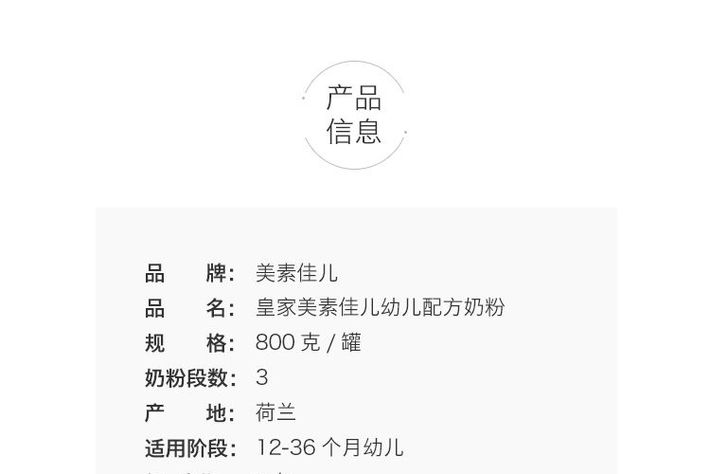 产品
信息
品 牌： 美素佳儿
品 名： 皇家美素佳儿幼儿配方奶粉
规 格： 800 克 / 罐
奶粉段数： 3
产 地： 荷兰
适用阶段： 12-36 个月幼儿